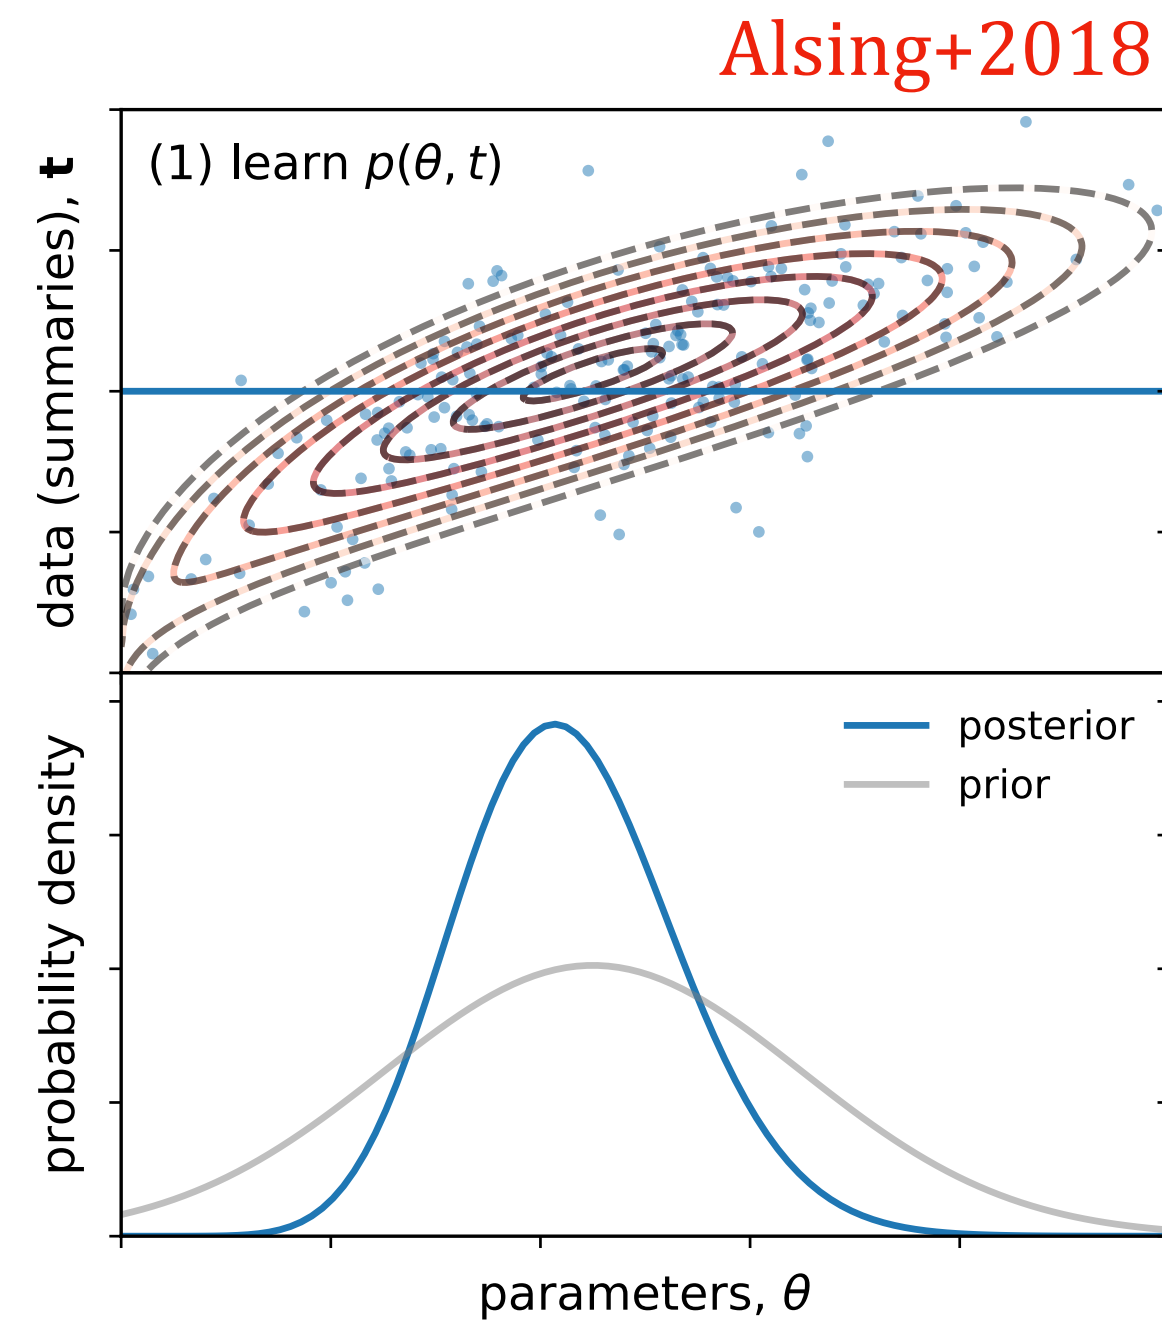 Alsing+2018
(1) learn p(θ, t)
data (summaries), t
posterior
prior
probability density
parameters, θ